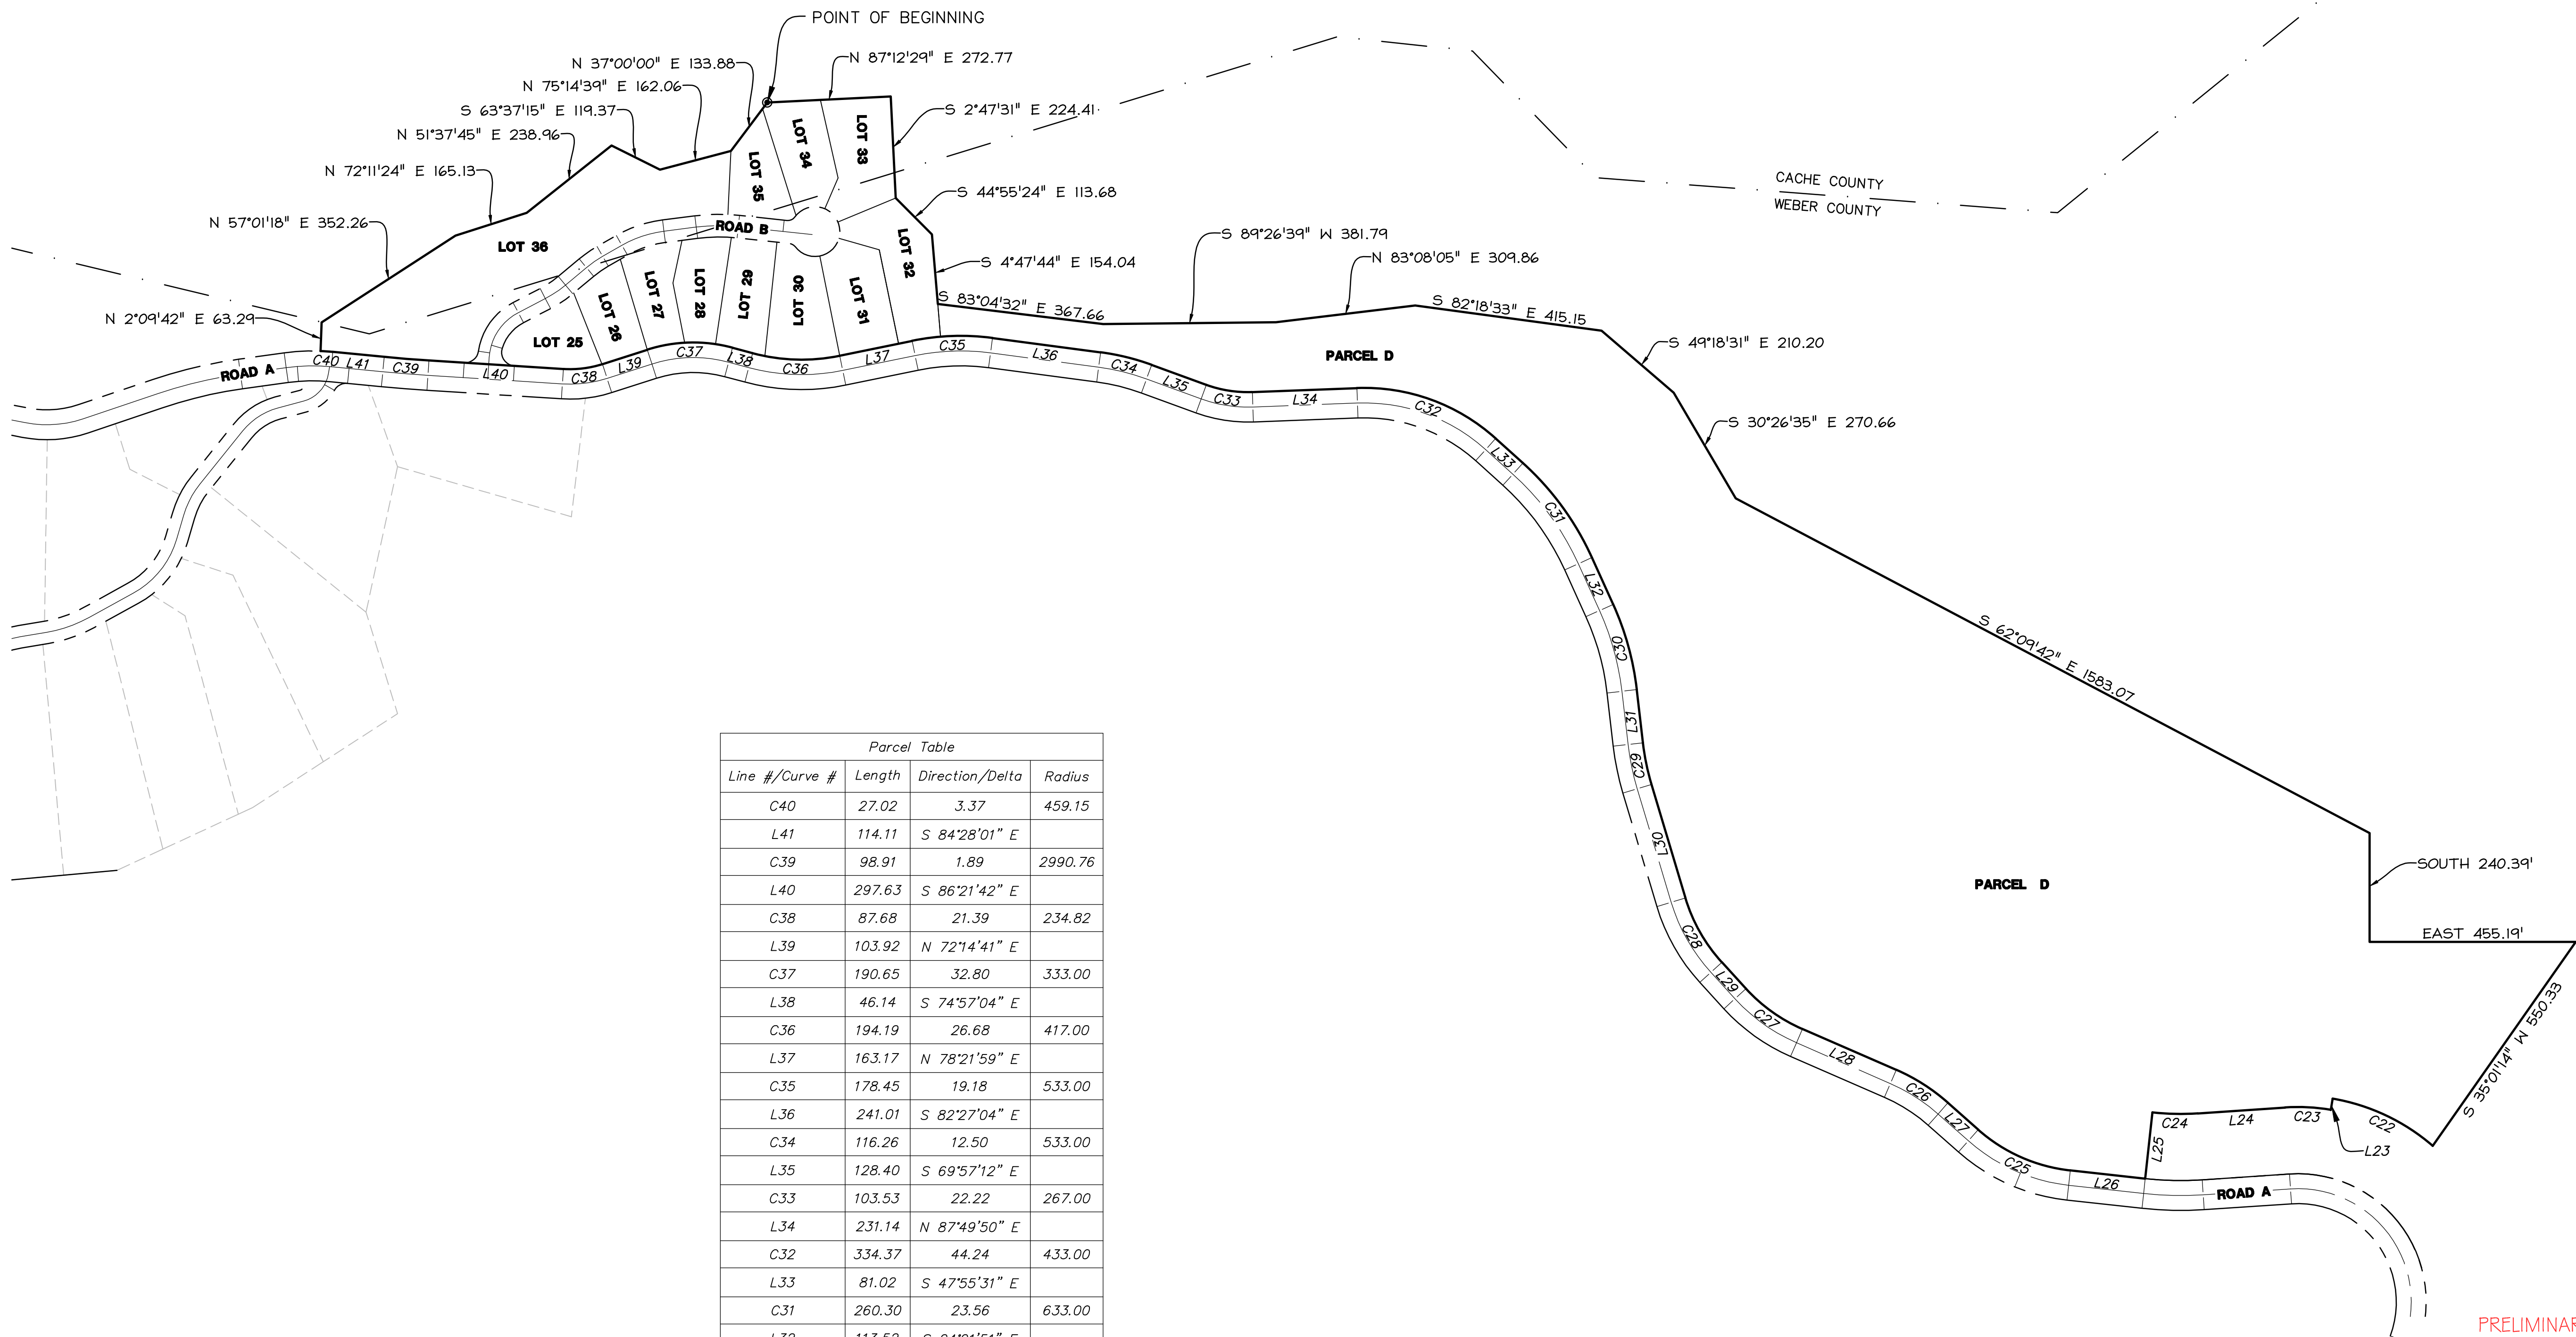 POINT OF BEGINNING
N 87°12'29" E 272.77
N 37°00'00" E 133.88
N 75°14'39" E 162.06
S 63°37'15" E 119.37
N 51°37'45" E 238.96
N 72°11'24" E 165.13
N 57°01'18" E 352.26
N 2°09'42" E 63.29
S 2°47'31" E 224.41
S 44°55'24" E 113.68
S 4°47'44" E 154.04
S 83°04'32" E 367.66
S 89°26'39" W 381.79
N 83°08'05" E 309.86
S 82°18'33" E 415.15
S 49°18'31" E 210.20
S 30°26'35" E 270.66
S 62°09'42" E 1583.07
SOUTH 240.39'
EAST 455.19'
S 35°01'14" W 550.33
CACHE COUNTY
WEBER COUNTY
LOT 36
LOT 35
LOT 34
LOT 33
LOT 32
LOT 31
LOT 30
LOT 29
LOT 28
LOT 27
LOT 26
LOT 25
ROAD B
ROAD A
PARCEL D
PARCEL D
ROAD A
C40
L41
C39
L40
C38
L39
C37
L38
C36
L37
C35
L36
C34
L35
C33
L34
C32
L33
C31
L32
C30
L31
C29
L30
C28
L29
C27
L28
C26
L27
C25
L26
L25
C24
L24
C23
L23
C22
Parcel Table
Line #/Curve # Length Direction/Delta Radius
C40 27.02 3.37 459.15
L41 114.11 S 84°28'01" E
C39 98.91 1.89 2990.76
L40 297.63 S 86°21'42" E
C38 87.68 21.39 234.82
L39 103.92 N 72°14'41" E
C37 190.65 32.80 333.00
L38 46.14 S 74°57'04" E
C36 194.19 26.68 417.00
L37 163.17 N 78°21'59" E
C35 178.45 19.18 533.00
L36 241.01 S 82°27'04" E
C34 116.26 12.50 533.00
L35 128.40 S 69°57'12" E
C33 103.53 22.22 267.00
L34 231.14 N 87°49'50" E
C32 334.37 44.24 433.00
L33 81.02 S 47°55'31" E
C31 260.30 23.56 633.00
PRELIMINA